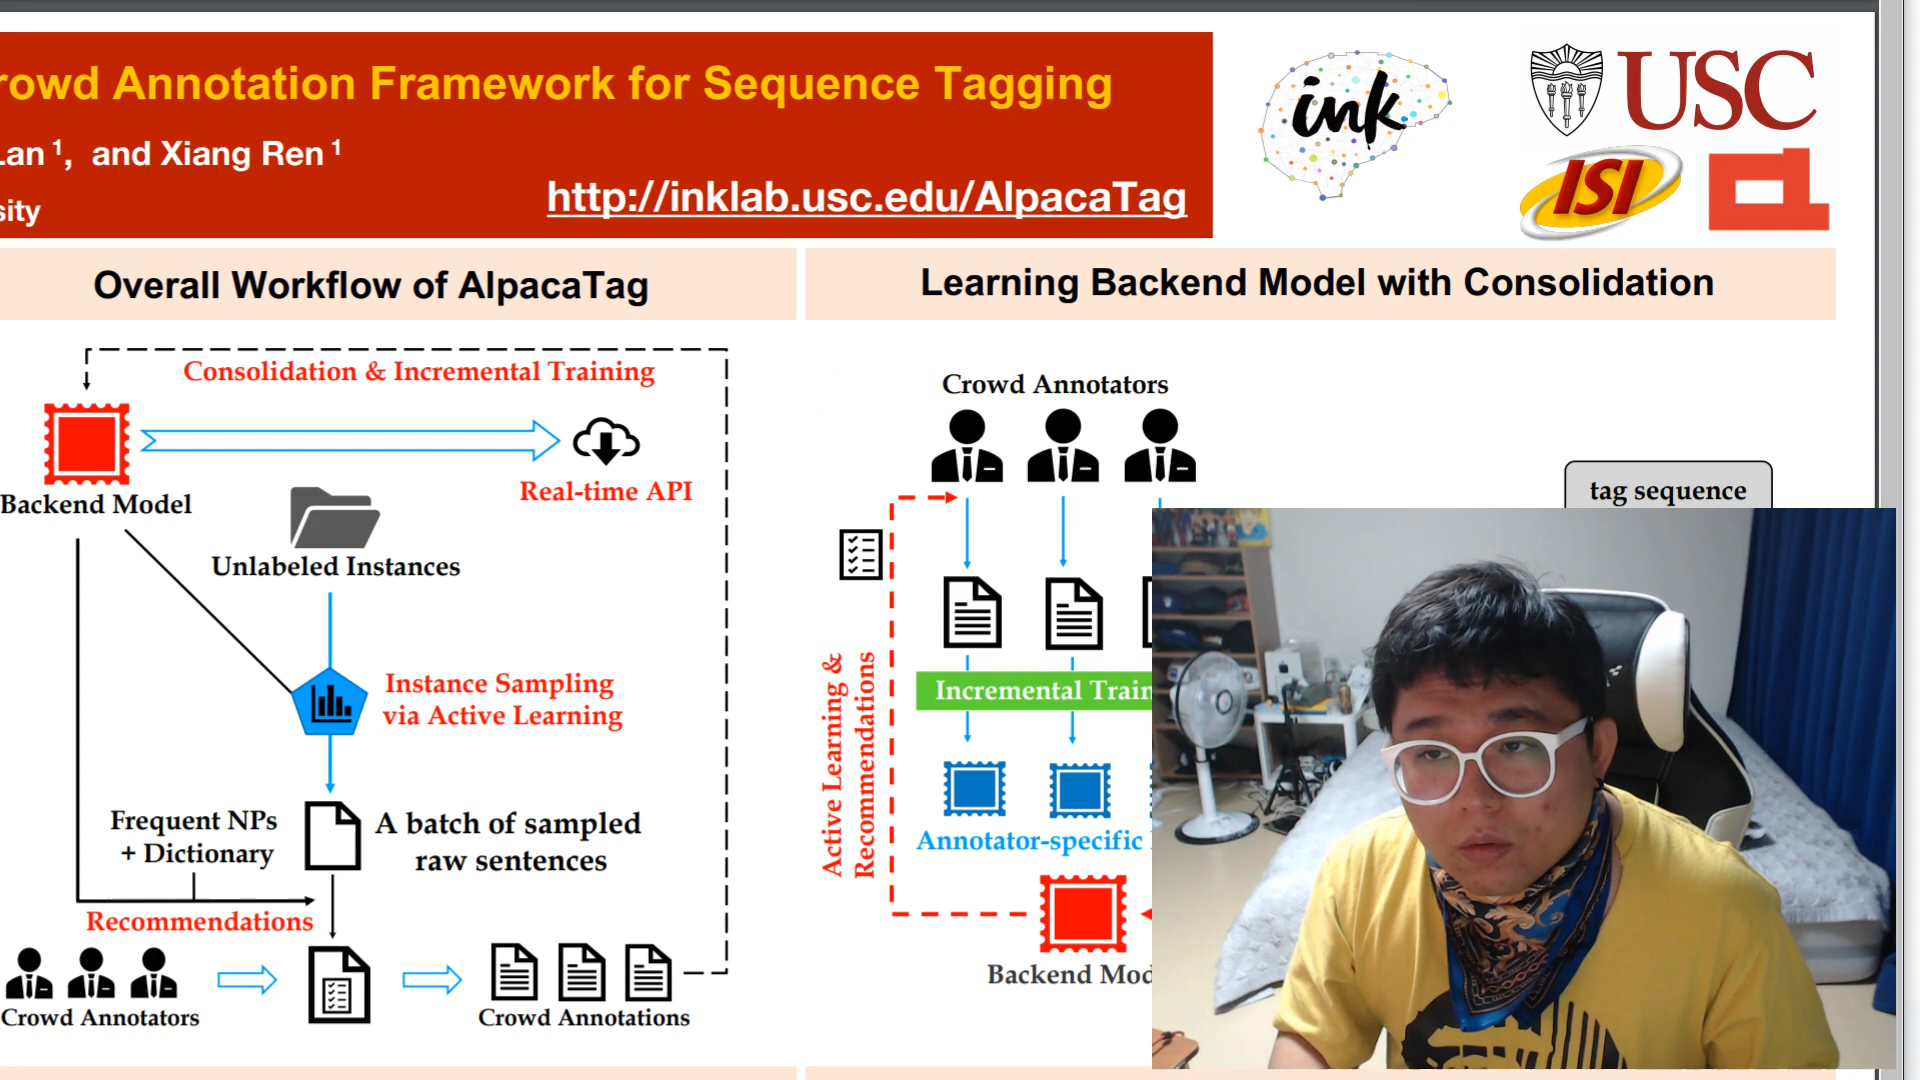 rowd Annotation Framework for Sequence Tagging
Lan 1, and Xiang Ren 1
sity
http://inklab.usc.edu/AlpacaTag
ink
USC
ISI
Overall Workflow of AlpacaTag
Consolidation & Incremental Training
Backend Model
Real-time API
Unlabeled Instances
Instance Sampling
via Active Learning
Frequent NPs
+ Dictionary
A batch of sampled
raw sentences
Recommendations
Crowd Annotators
Crowd Annotations
Learning Backend Model with Consolidation
Crowd Annotators
tag sequence
Active Learning &
Recommendations
Incremental Train
Annotator-specific
Backend Mod